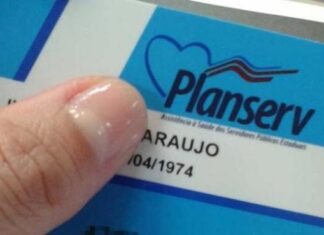 Planserv
Assistência à Saúde dos Servidores Públicos Estaduais
ARAUJO
/04/1974